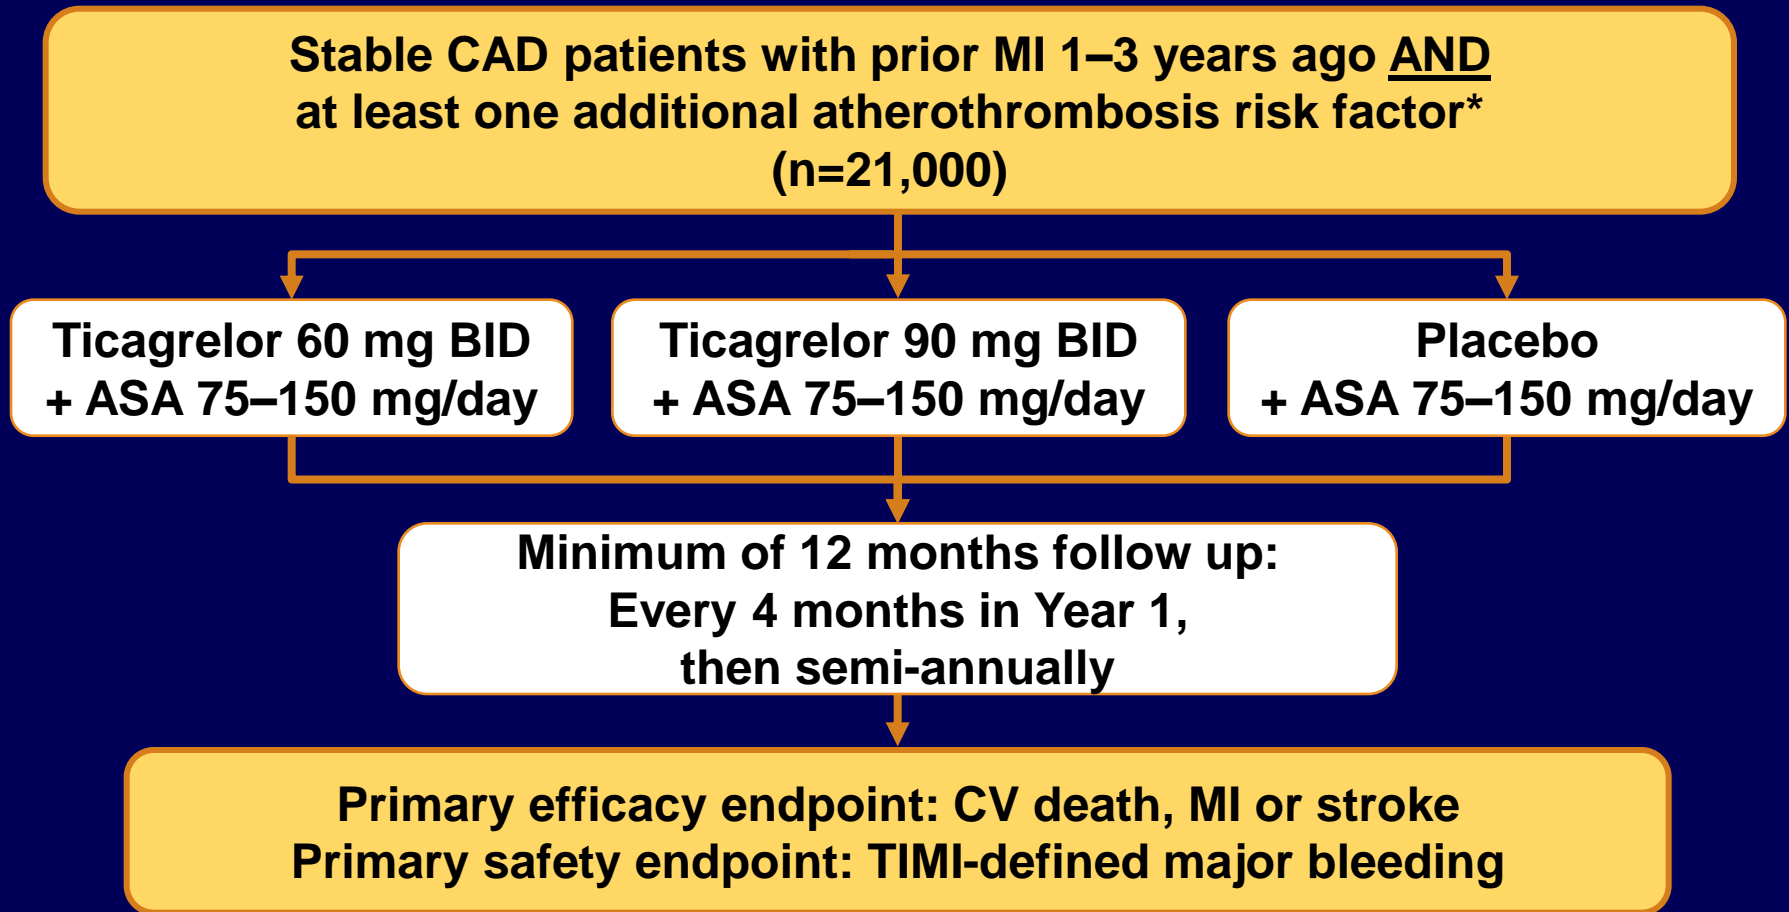 Stable CAD patients with prior MI 1–3 years ago AND
at least one additional atherothrombosis risk factor*
(n=21,000)
Ticagrelor 60 mg BID
+ ASA 75–150 mg/day
Ticagrelor 90 mg BID
+ ASA 75–150 mg/day
Placebo
+ ASA 75–150 mg/day
Minimum of 12 months follow up:
Every 4 months in Year 1,
then semi-annually
Primary efficacy endpoint: CV death, MI or stroke
Primary safety endpoint: TIMI-defined major bleeding